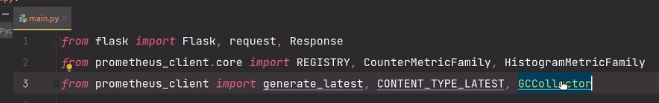 main.py
1 from flask import Flask, request, Response
2 from prometheus_client.core import REGISTRY, CounterMetricFamily, HistogramMetricFamily
3 from prometheus_client import generate_latest, CONTENT_TYPE_LATEST, GCCollector